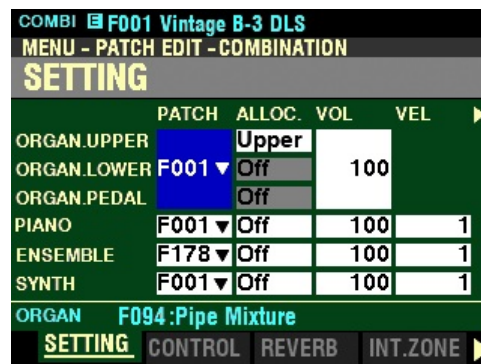 COMBI E F001 Vintage B-3 DLS
MENU - PATCH EDIT - COMBINATION
SETTING
PATCH ALLOC. VOL VEL
ORGAN.UPPER Upper
ORGAN.LOWER F001 Off 100
ORGAN.PEDAL Off
PIANO F001 Off 100 1
ENSEMBLE F178 Off 100 1
SYNTH F001 Off 100 1
ORGAN F094:Pipe Mixture
SETTING CONTROL REVERB INT.ZONE